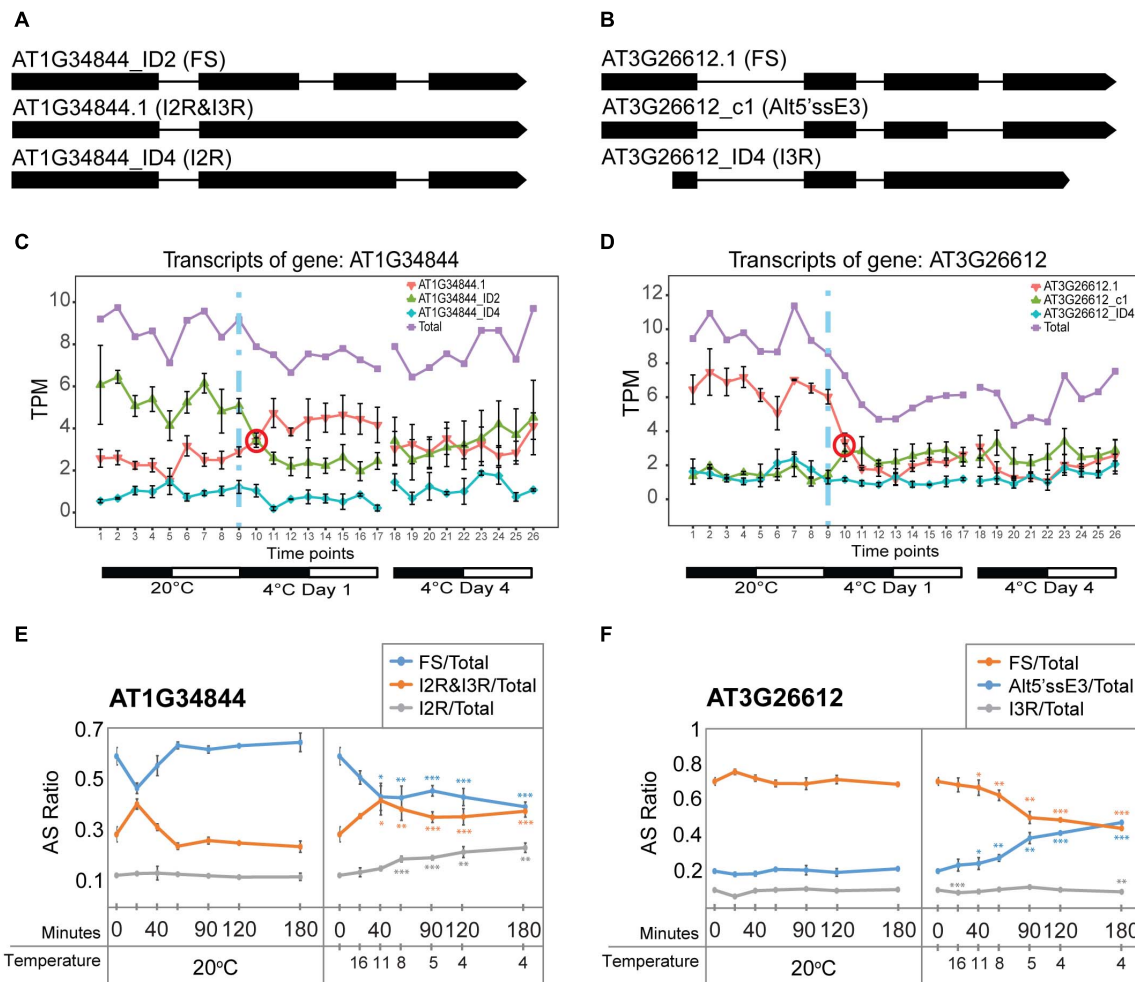 A
AT1G34844_ID2 (FS)
AT1G34844.1 (I2R&I3R)
AT1G34844_ID4 (I2R)
B
AT3G26612.1 (FS)
AT3G26612_c1 (Alt5'ssE3)
AT3G26612_ID4 (I3R)
C
Transcripts of gene: AT1G34844
AT1G34844.1
AT1G34844_ID2
AT1G34844_ID4
Total
10
8
6
4
2
0
TPM
1 2 3 4 5 6 7 8 9 10 11 12 13 14 15 16 17 18 19 20 21 22 23 24 25 26
Time points
20°C 4°C Day 1 4°C Day 4
D
Transcripts of gene: AT3G26612
AT3G26612.1
AT3G26612_c1
AT3G26612_ID4
Total
12
10
8
6
4
2
0
TPM
1 2 3 4 5 6 7 8 9 10 11 12 13 14 15 16 17 18 19 20 21 22 23 24 25 26
Time points
20°C 4°C Day 1 4°C Day 4
E
FS/Total
I2R&I3R/Total
I2R/Total
AT1G34844
0.7
0.5
0.3
0.1
AS Ratio
* ** *** *** ***
* ** *** *** ***
*** *** ** **
Minutes 0 40 90 120 180 0 40 90 120 180
Temperature 20°C 16 11 8 5 4 4
F
FS/Total
Alt5'ssE3/Total
I3R/Total
AT3G26612
1
0.8
0.6
0.4
0.2
AS Ratio
* ** ** *** ***
* ** ** *** ***
*** **
Minutes 0 40 90 120 180 0 40 90 120 180
Temperature 20°C 16 11 8 5 4 4